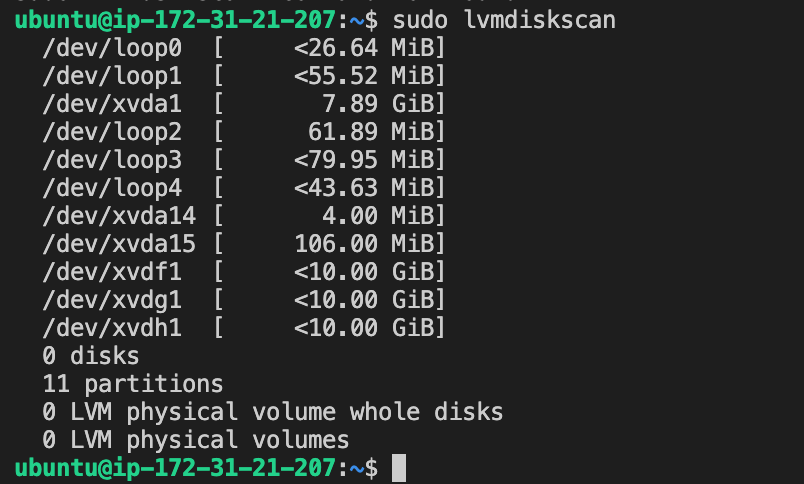 ubuntu@ip-172-31-21-207:~$ sudo lvmdiskscan
/dev/loop0 [ <26.64 MiB]
/dev/loop1 [ <55.52 MiB]
/dev/xvda1 [ 7.89 GiB]
/dev/loop2 [ 61.89 MiB]
/dev/loop3 [ <79.95 MiB]
/dev/loop4 [ <43.63 MiB]
/dev/xvda14 [ 4.00 MiB]
/dev/xvda15 [ 106.00 MiB]
/dev/xvdf1 [ <10.00 GiB]
/dev/xvdg1 [ <10.00 GiB]
/dev/xvdh1 [ <10.00 GiB]
0 disks
11 partitions
0 LVM physical volume whole disks
0 LVM physical volumes
ubuntu@ip-172-31-21-207:~$